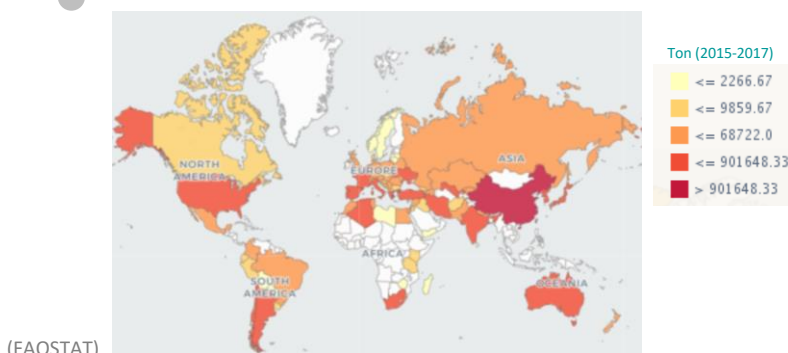 Ton (2015-2017)
<= 2266.67
<= 9859.67
<= 68722.0
<= 901648.33
> 901648.33
NORTH
AMERICA
EUROPE
ASIA
AFRICA
SOUTH
AMERICA
OCEANIA
(FAOSTAT)